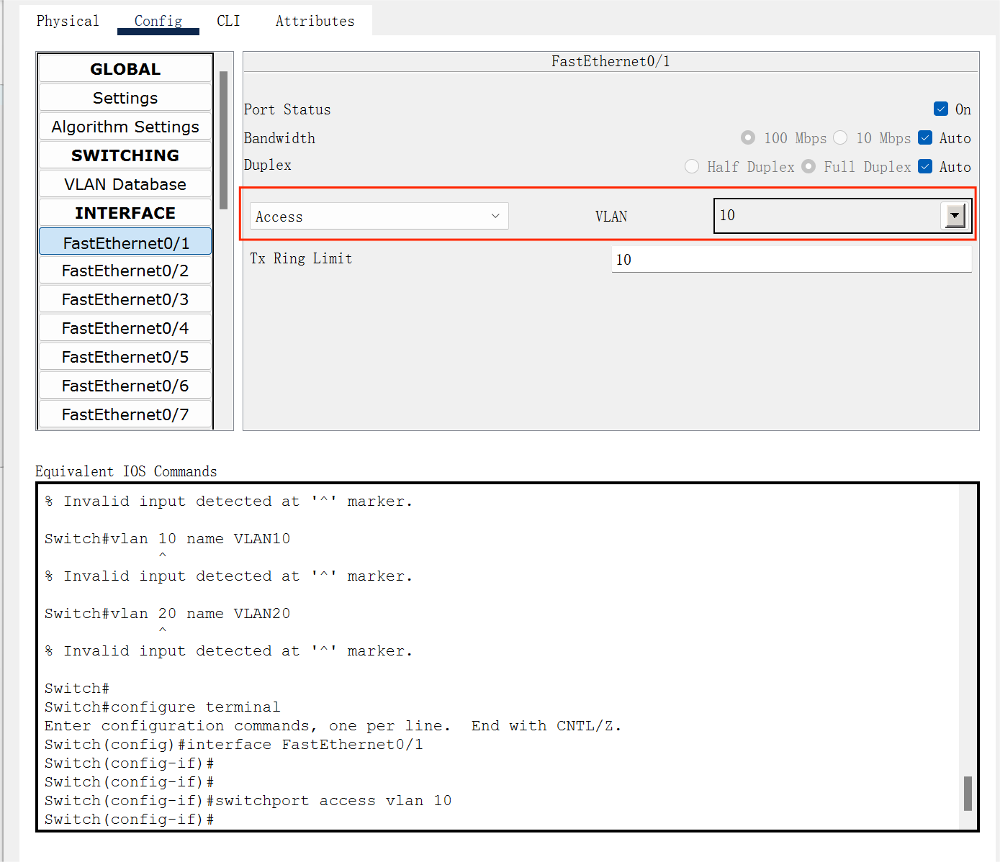 Physical Config CLI Attributes
GLOBAL
Settings
Algorithm Settings
SWITCHING
VLAN Database
INTERFACE
FastEthernet0/1
FastEthernet0/2
FastEthernet0/3
FastEthernet0/4
FastEthernet0/5
FastEthernet0/6
FastEthernet0/7
FastEthernet0/1
Port Status On
Bandwidth 100 Mbps 10 Mbps Auto
Duplex Half Duplex Full Duplex Auto
Access VLAN 10
Tx Ring Limit 10
Equivalent IOS Commands
% Invalid input detected at '^' marker.
Switch#vlan 10 name VLAN10
^
% Invalid input detected at '^' marker.
Switch#vlan 20 name VLAN20
^
% Invalid input detected at '^' marker.
Switch#
Switch#configure terminal
Enter configuration commands, one per line. End with CNTL/Z.
Switch(config)#interface FastEthernet0/1
Switch(config-if)#
Switch(config-if)#
Switch(config-if)#switchport access vlan 10
Switch(config-if)#